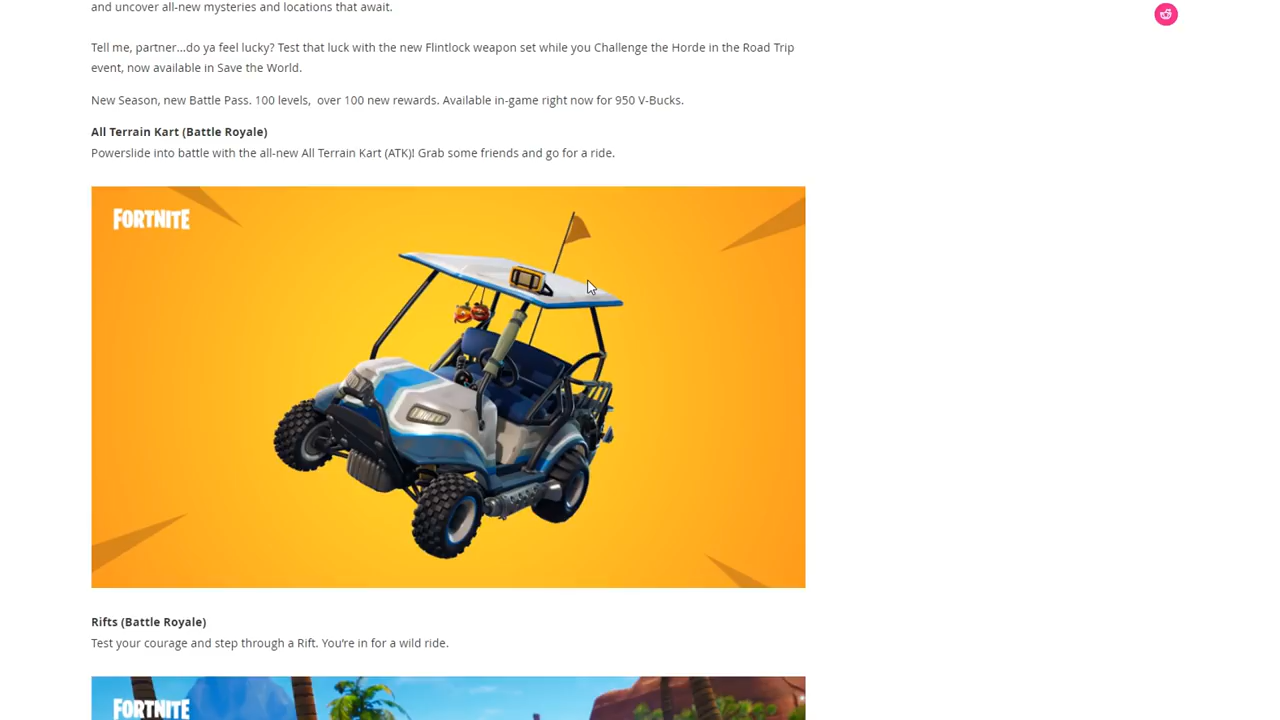 and uncover all-new mysteries and locations that await.
Tell me, partner...do ya feel lucky? Test that luck with the new Flintlock weapon set while you Challenge the Horde in the Road Trip
event, now available in Save the World.
New Season, new Battle Pass. 100 levels,  over 100 new rewards. Available in-game right now for 950 V-Bucks.
All Terrain Kart (Battle Royale)
Powerslide into battle with the all-new All Terrain Kart (ATK)! Grab some friends and go for a ride.
FORTNITE
Rifts (Battle Royale)
Test your courage and step through a Rift. You're in for a wild ride.
FORTNITE